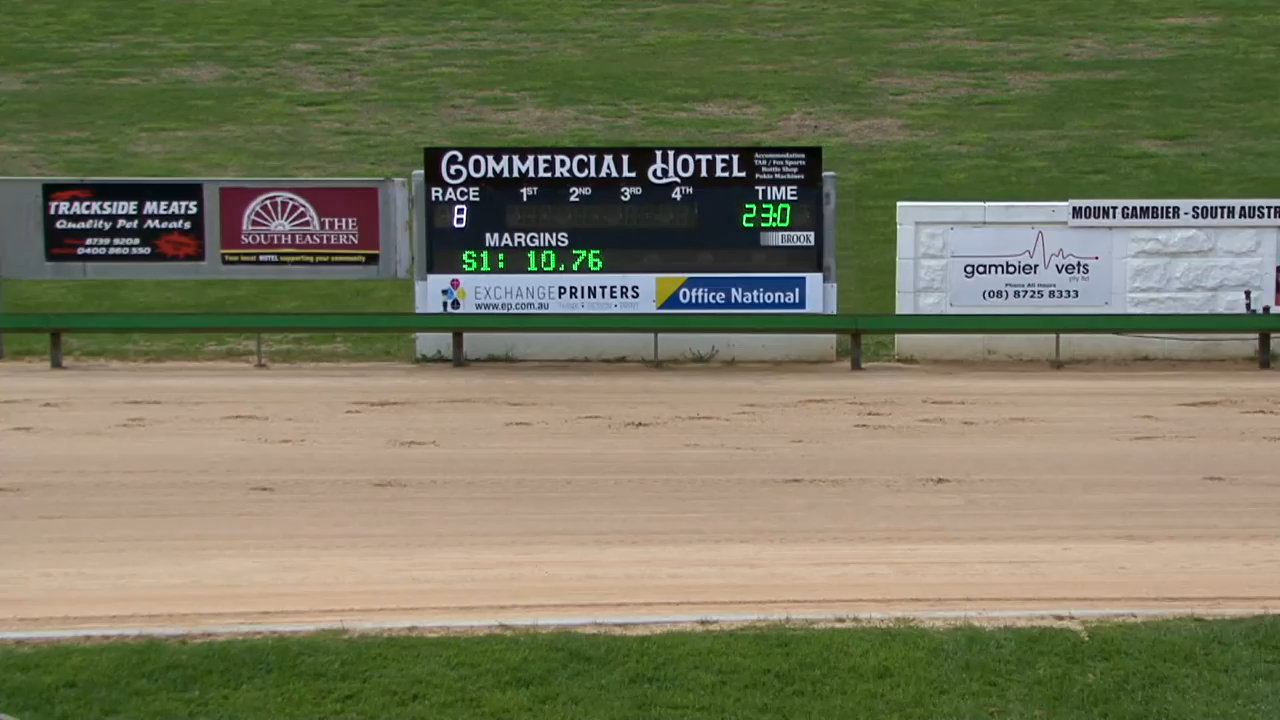 COMMERCIAL HOTEL
Accommodation
TAB / Fox Sports
Bottle Shop
Pokie Machines
RACE 1ST 2ND 3RD 4TH TIME
8 23:0
MARGINS
BROOK
S1: 10.76
EXCHANGEPRINTERS
www.ep.com.au
Office National
TRACKSIDE MEATS
Quality Pet Meats
8739 9208
0400 860 550
THE
SOUTH EASTERN
Your local HOTEL supporting your community
MOUNT GAMBIER - SOUTH AUST
gambier vets
pty ltd
Phone All Hours
(08) 8725 8333